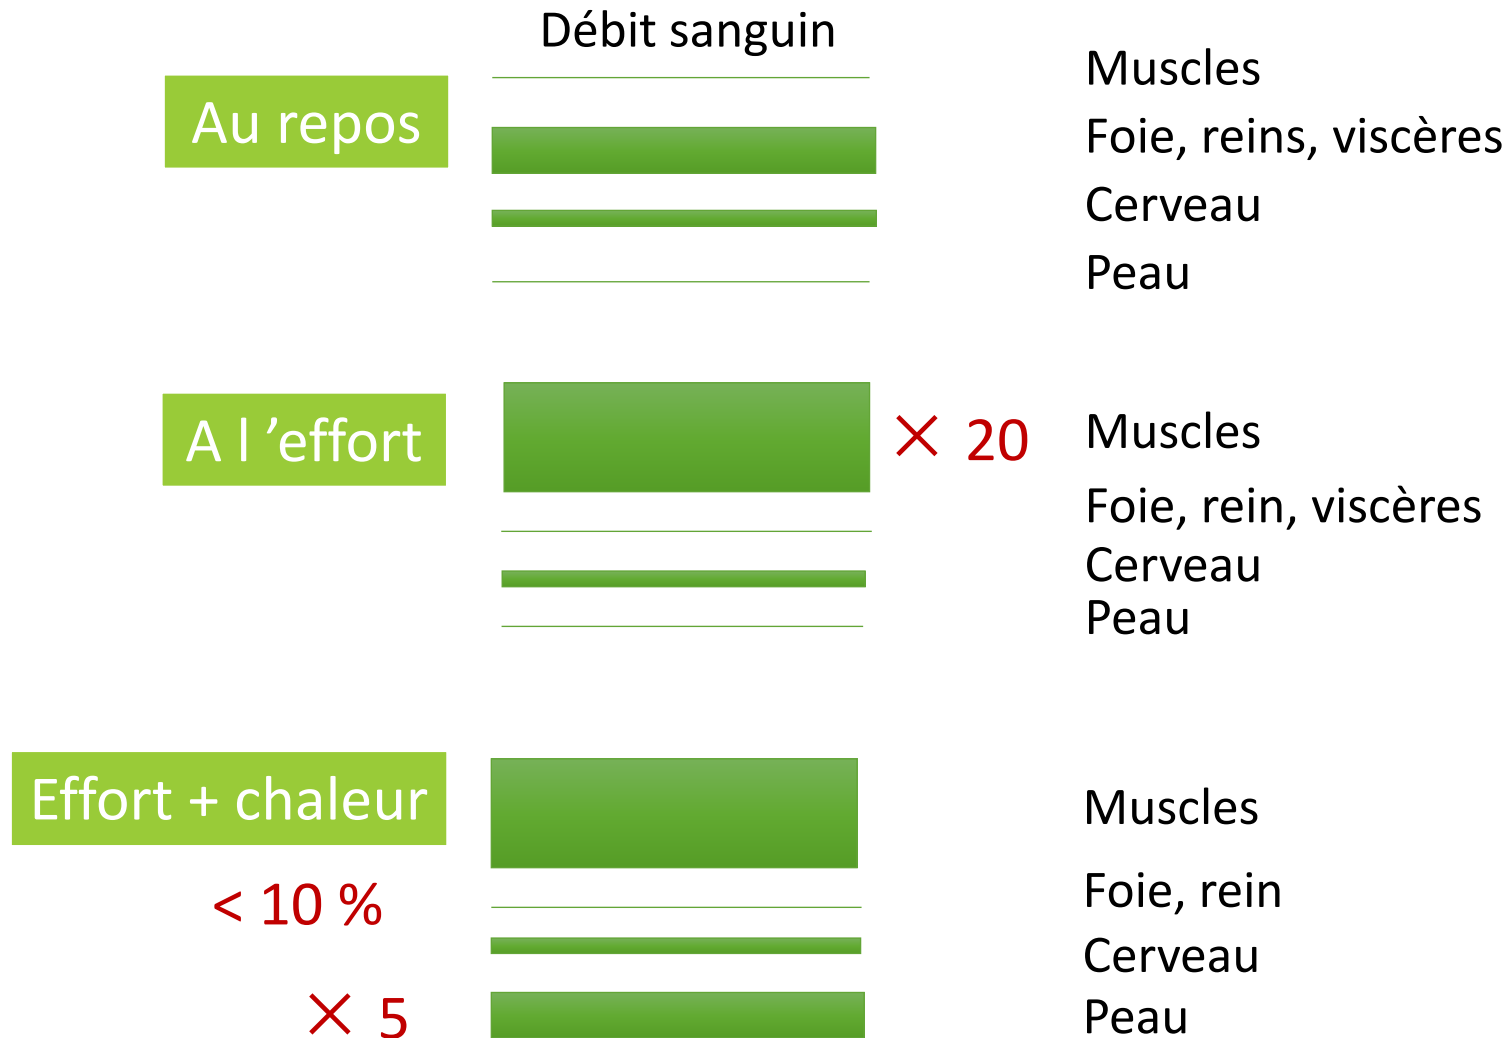 Débit sanguin
Au repos
Muscles
Foie, reins, viscères
Cerveau
Peau
A l ’effort
× 20
Muscles
Foie, rein, viscères
Cerveau
Peau
Effort + chaleur
Muscles
< 10 %
Foie, rein
Cerveau
× 5
Peau